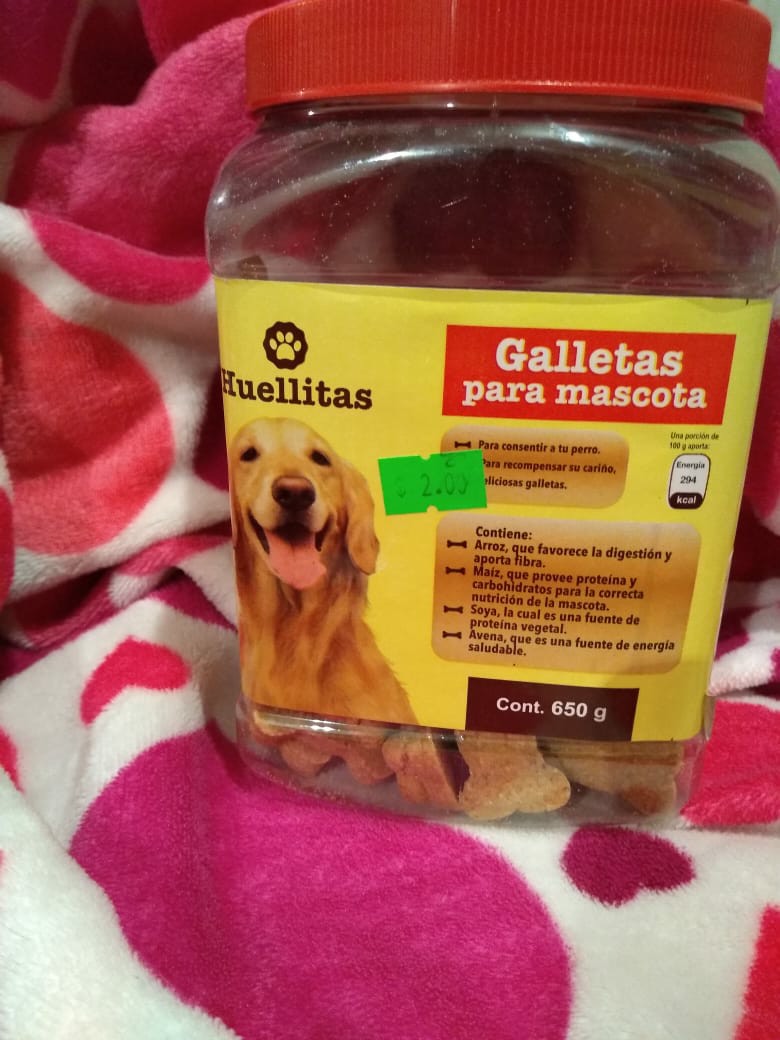 Huellitas
Galletas
para mascota
Para consentir a tu perro.
Para recompensar su cariño.
eliciosas galletas.
$ 2.00
Una porción de
100 g aporta:
Energía
294
kcal
Contiene:
Arroz, que favorece la digestión y
aporta fibra.
Maíz, que provee proteína y
carbohidratos para la correcta
nutrición de la mascota.
Soya, la cual es una fuente de
proteína vegetal.
Avena, que es una fuente de energía
saludable.
Cont. 650 g